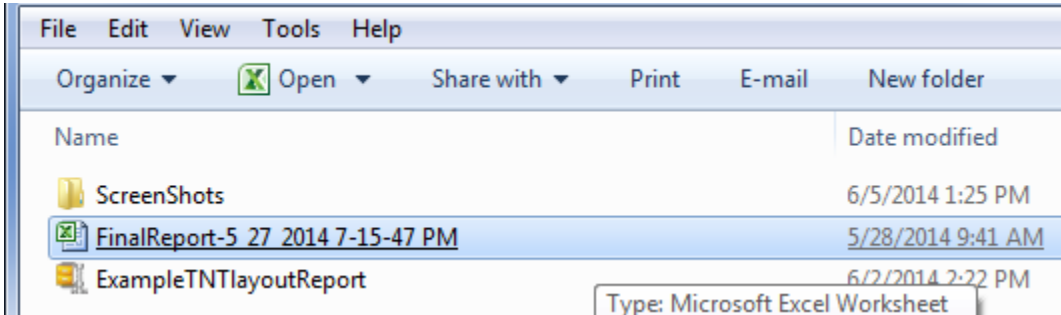 File Edit View Tools Help
Organize Open Share with Print E-mail New folder
Name Date modified
ScreenShots 6/5/2014 1:25 PM
FinalReport-5_27_2014 7-15-47 PM 5/28/2014 9:41 AM
ExampleTNTlayoutReport 6/2/2014 2:22 PM
Type: Microsoft Excel Worksheet